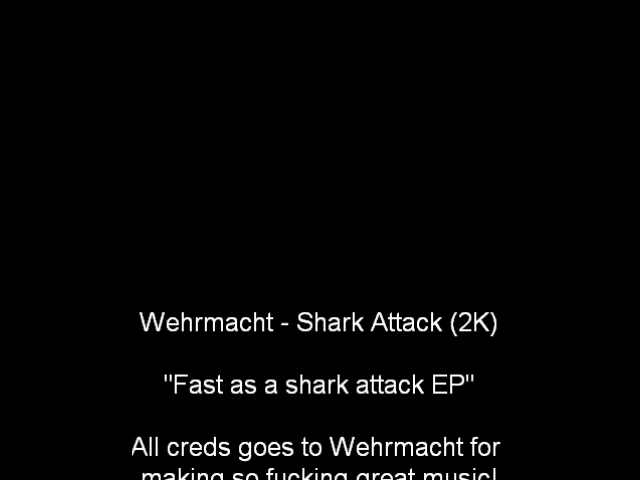 Wehrmacht - Shark Attack (2K)
"Fast as a shark attack EP"
All creds goes to Wehrmacht for
making so fucking great music!